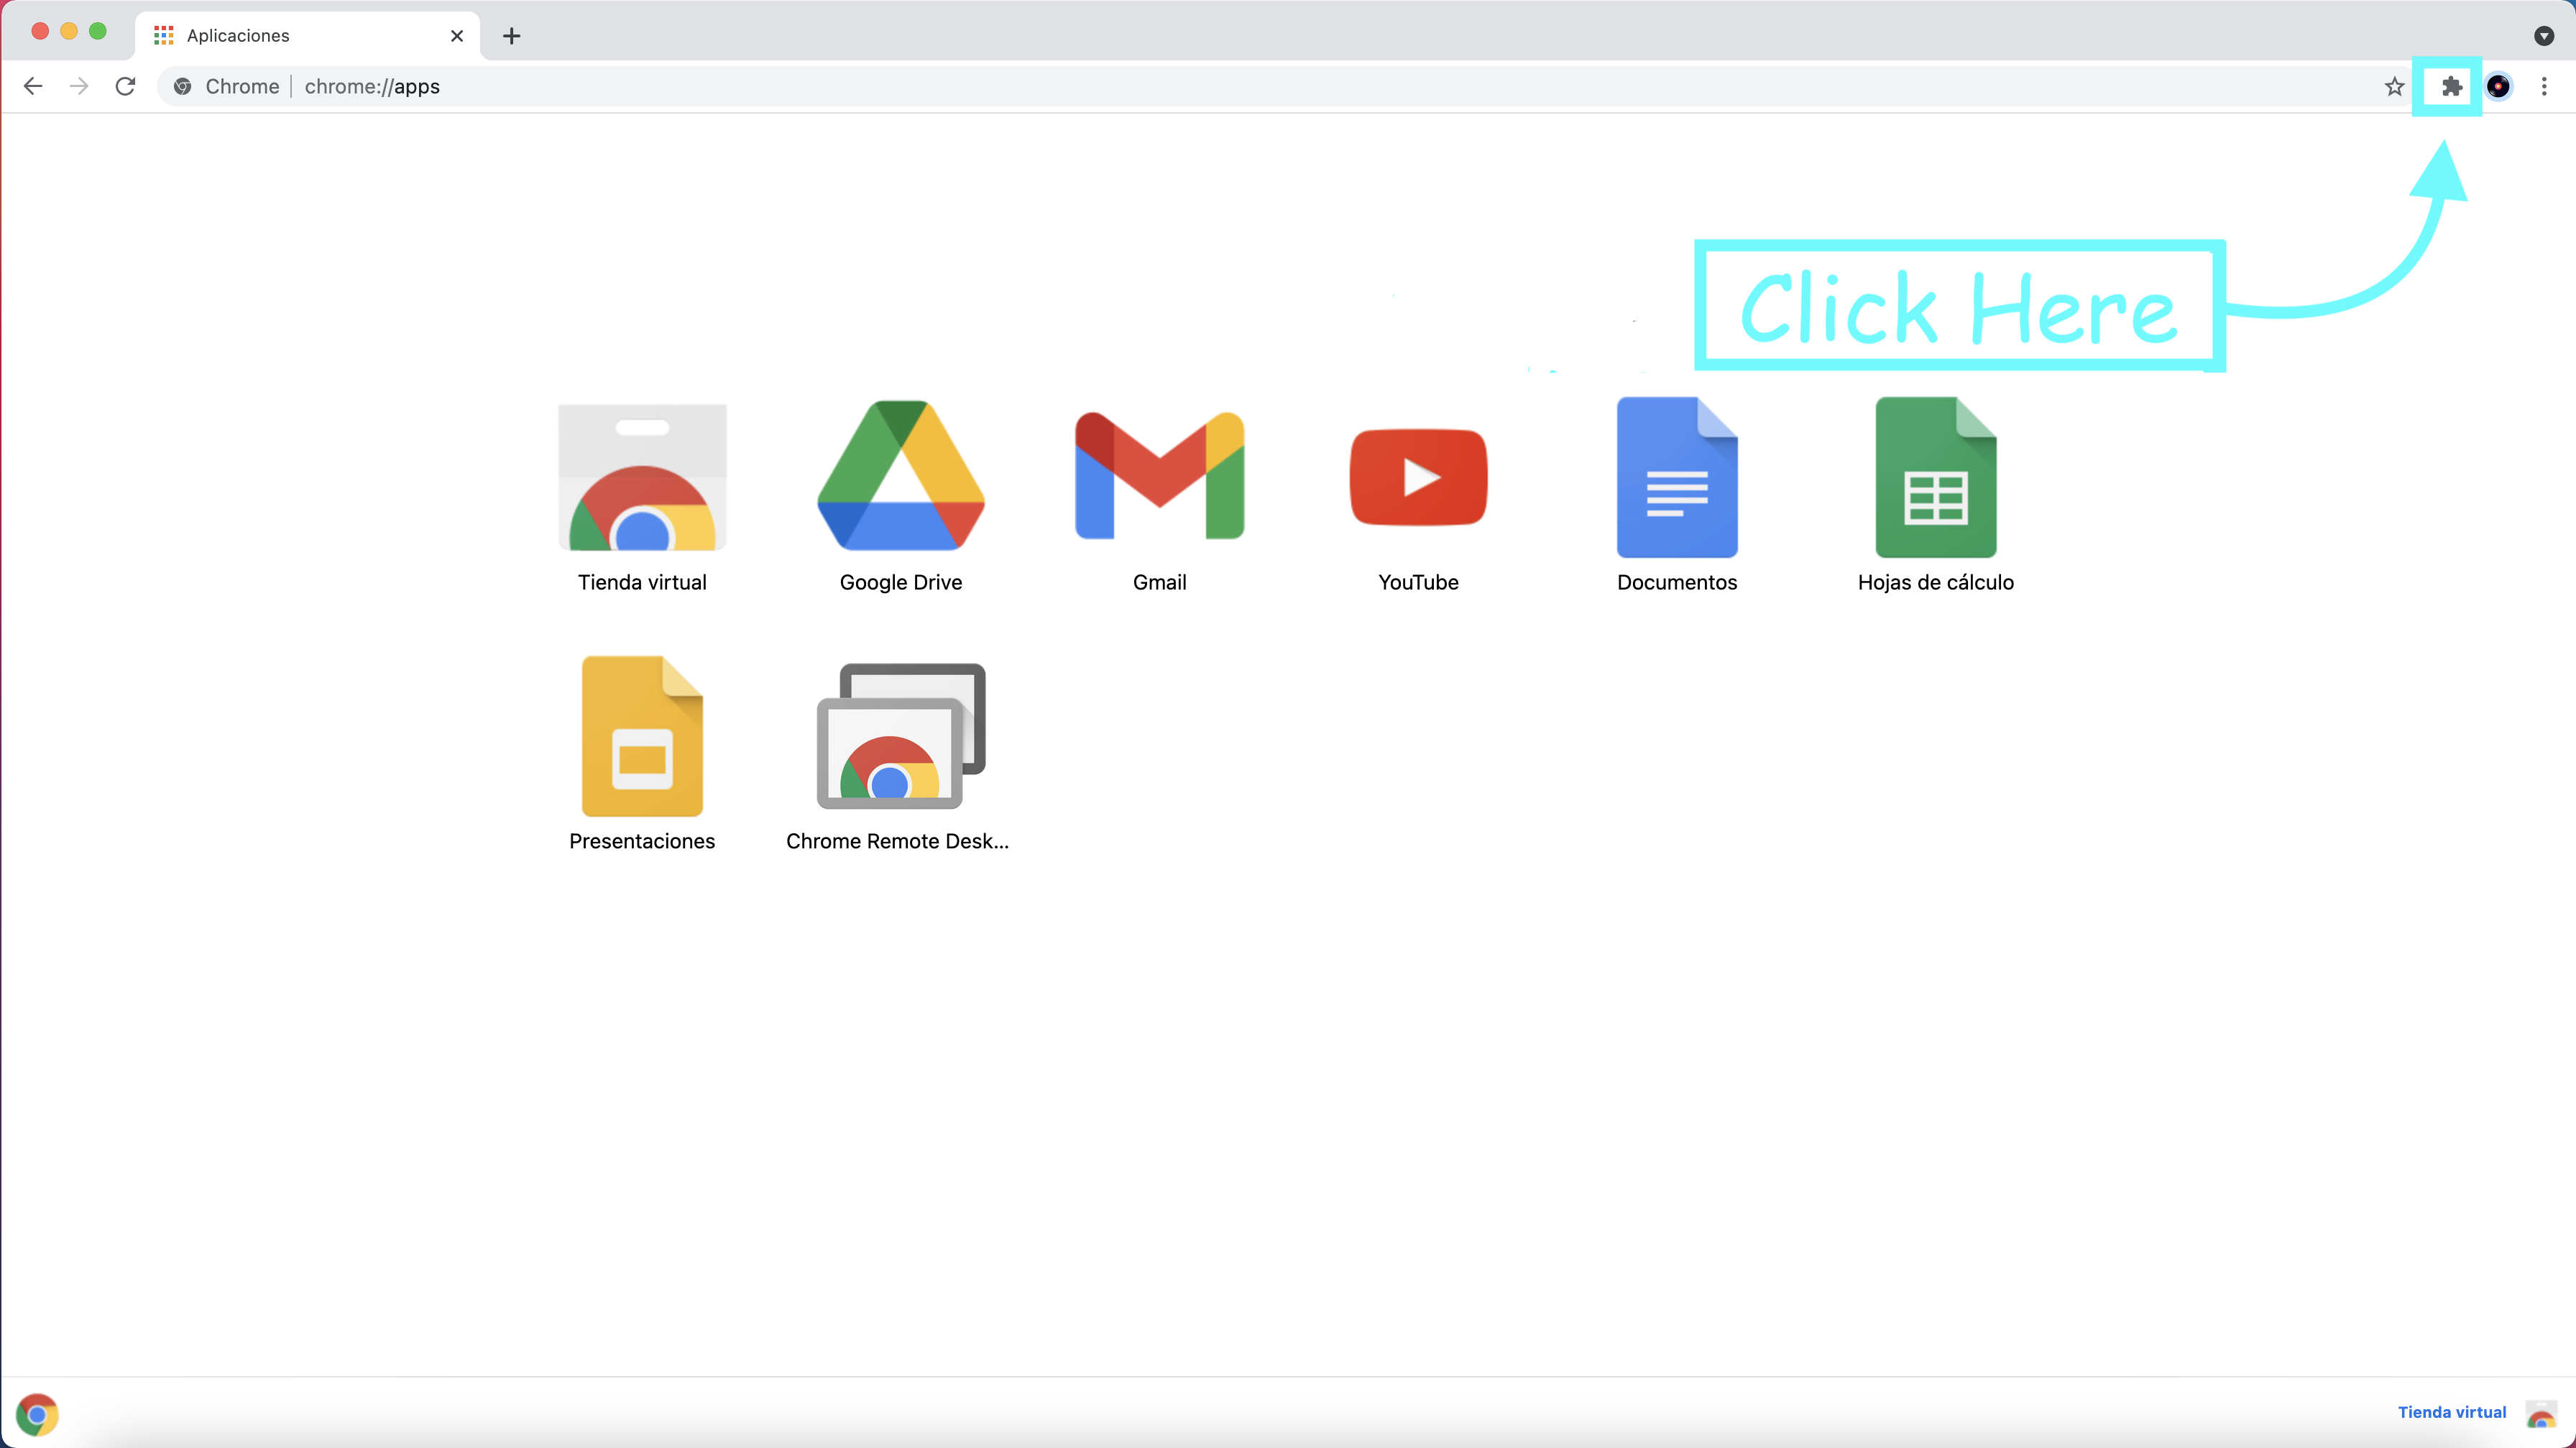 Aplicaciones
Chrome | chrome://apps
Click Here
Tienda virtual
Google Drive
Gmail
YouTube
Documentos
Hojas de cálculo
Presentaciones
Chrome Remote Desk...
Tienda virtual